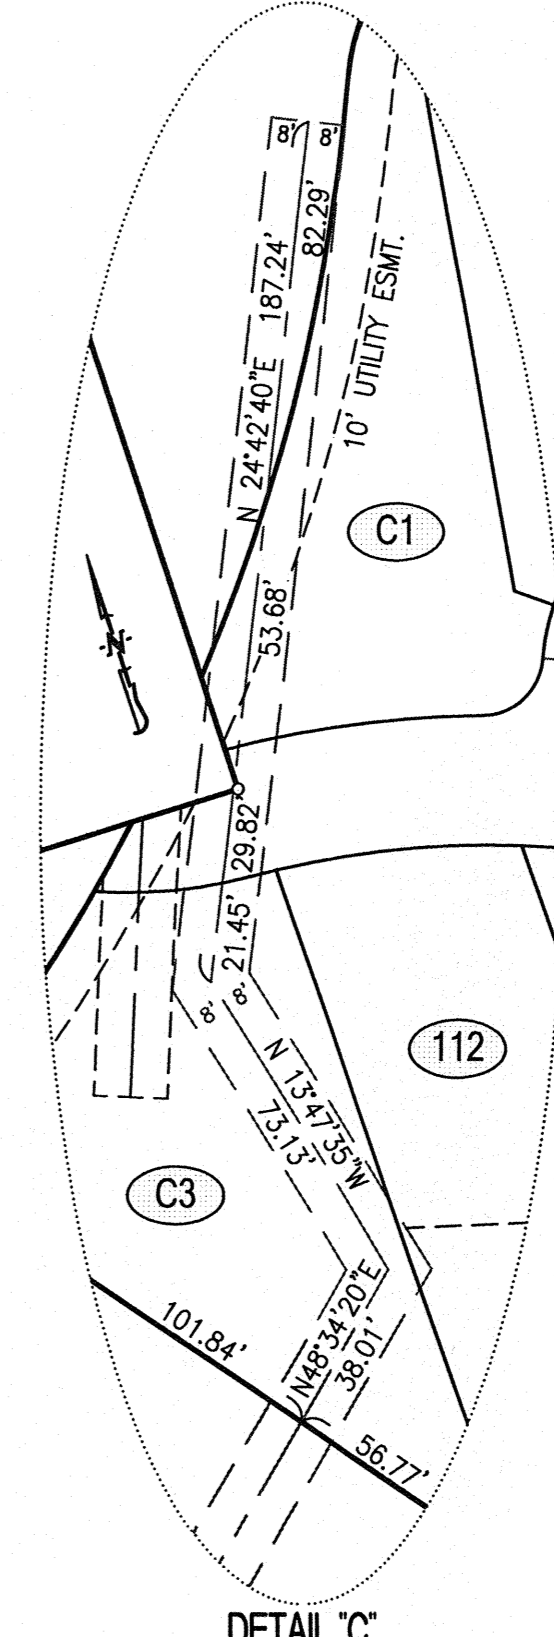 8' 8'
82.29'
N 24°42'40"E 187.24'
10' UTILITY ESMT.
C1
53.68'
N
29.82'
21.45'
8' 8'
N 13°47'35"W
73.13'
112
C3
N48°34'20"E
38.01'
101.84'
56.77'
DETAIL "C"